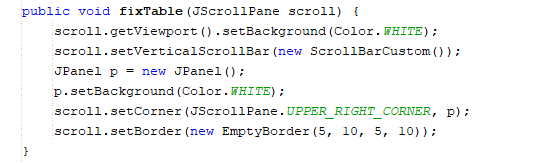 public void fixTable(JScrollPane scroll) {
scroll.getViewport().setBackground(Color.WHITE);
scroll.setVerticalScrollBar(new ScrollBarCustom());
JPanel p = new JPanel();
p.setBackground(Color.WHITE);
scroll.setCorner(JScrollPane.UPPER_RIGHT_CORNER, p);
scroll.setBorder(new EmptyBorder(5, 10, 5, 10));
}